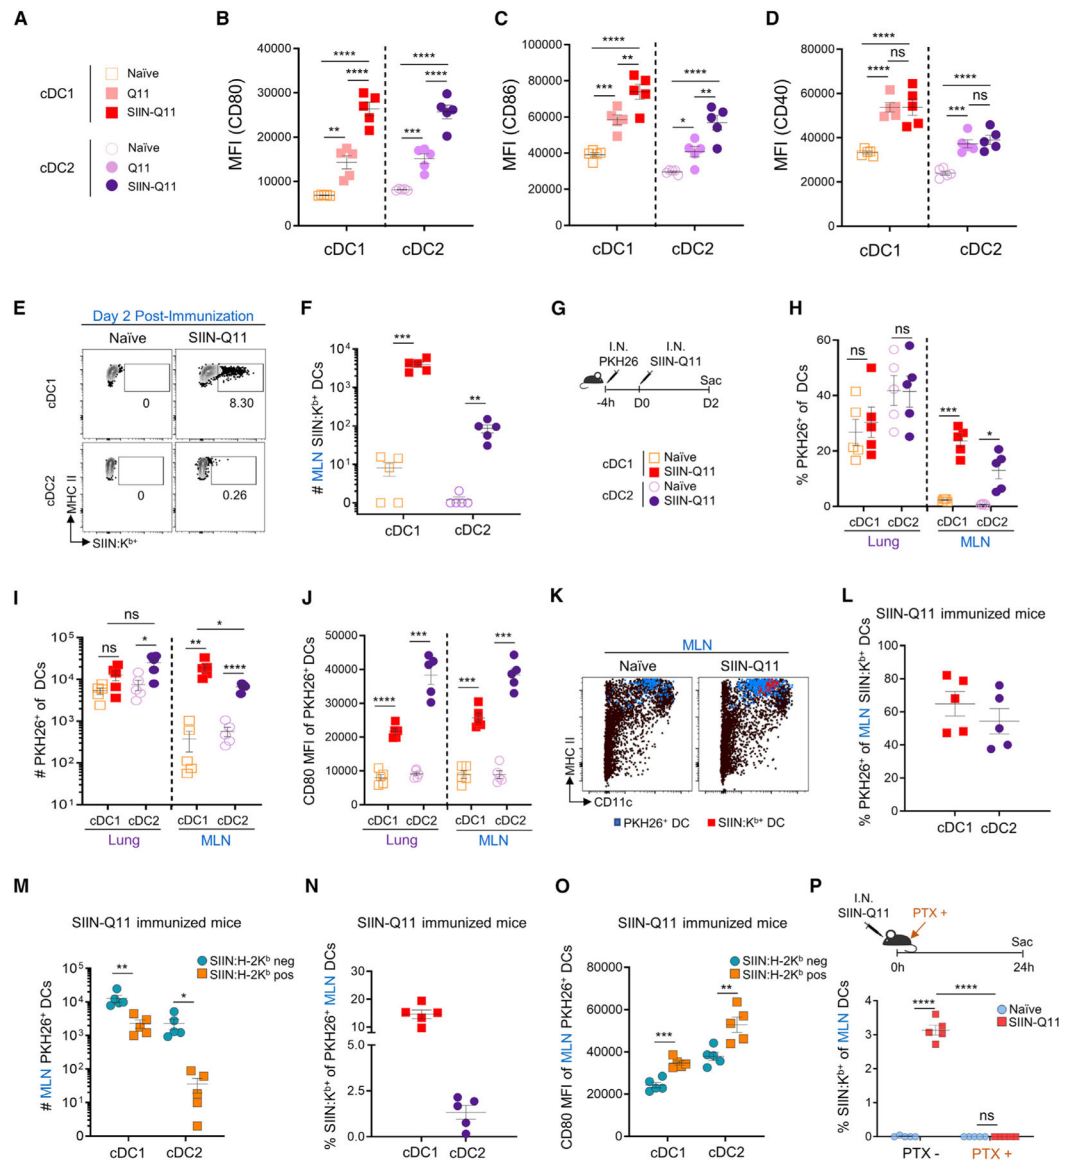 A
cDC1
Naïve
Q11
SIIN-Q11
cDC2
Naïve
Q11
SIIN-Q11
B
MFI (CD80)
40000
30000
20000
10000
0
**
****
****
***
****
****
cDC1
cDC2
C
MFI (CD86)
100000
80000
60000
40000
20000
0
***
**
****
*
**
****
cDC1
cDC2
D
MFI (CD40)
80000
60000
40000
20000
0
****
ns
****
***
ns
****
cDC1
cDC2
E
Day 2 Post-Immunization
Naïve
SIIN-Q11
cDC1
0
8.30
cDC2
0
0.26
MHC II
SIIN:Kᵇ⁺
F
# MLN SIIN:Kᵇ⁺ DCs
10⁴
10³
10²
10¹
0
***
**
cDC1
cDC2
G
I.N.
PKH26
I.N.
SIIN-Q11
Sac
-4h
D0
D2
cDC1
Naïve
SIIN-Q11
cDC2
Naïve
SIIN-Q11
H
% PKH26⁺ of DCs
60
40
20
0
ns
ns
***
*
cDC1 cDC2
cDC1 cDC2
Lung
MLN
I
# PKH26⁺ of DCs
10⁵
10⁴
10³
10²
10¹
ns
ns
*
*
**
****
cDC1 cDC2
cDC1 cDC2
Lung
MLN
J
CD80 MFI of PKH26⁺ DCs
50000
40000
30000
20000
10000
0
****
***
***
***
cDC1 cDC2
cDC1 cDC2
Lung
MLN
K
MLN
Naïve
SIIN-Q11
MHC II
CD11c
PKH26⁺ DC
SIIN:Kᵇ⁺ DC
L
SIIN-Q11 immunized mice
% PKH26⁺ of MLN SIIN:Kᵇ⁺ DCs
100
80
60
40
20
0
cDC1 cDC2
M
SIIN-Q11 immunized mice
SIIN:H-2Kᵇ neg
SIIN:H-2Kᵇ pos
# MLN PKH26⁺ DCs
10⁵
10⁴
10³
10²
10¹
0
**
*
cDC1
cDC2
N
SIIN-Q11 immunized mice
% SIIN:Kᵇ⁺ of PKH26⁺ MLN DCs
30
20
10
5.0
2.5
0.0
cDC1 cDC2
O
SIIN-Q11 immunized mice
SIIN:H-2Kᵇ neg
SIIN:H-2Kᵇ pos
CD80 MFI of MLN PKH26⁺ DCs
80000
60000
40000
20000
0
***
**
cDC1
cDC2
P
I.N.
SIIN-Q11
PTX +
Sac
0h
24h
% SIIN:Kᵇ⁺ of MLN DCs
4
3
2
1
0
****
****
ns
Naïve
SIIN-Q11
PTX -
PTX +